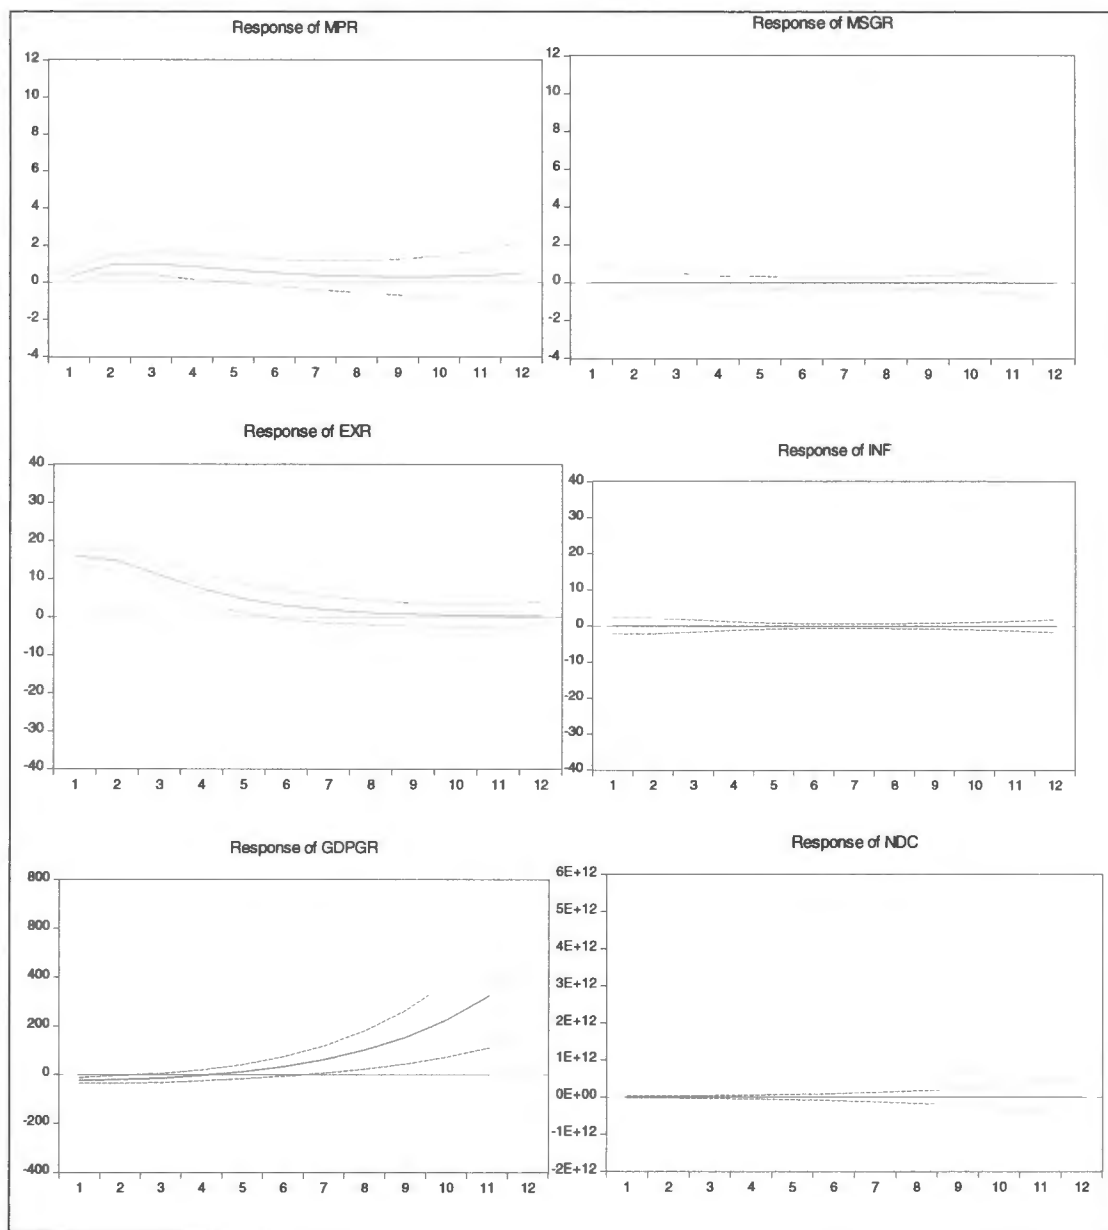 Response of MPR
12
10
8
6
4
2
0
-2
-4
1 2 3 4 5 6 7 8 9 10 11 12
Response of MSGR
12
10
8
6
4
2
0
-2
-4
1 2 3 4 5 6 7 8 9 10 11 12
Response of EXR
40
30
20
10
0
-10
-20
-30
-40
1 2 3 4 5 6 7 8 9 10 11 12
Response of INF
40
30
20
10
0
-10
-20
-30
-40
1 2 3 4 5 6 7 8 9 10 11 12
Response of GDPGR
800
800
400
200
0
-200
-400
1 2 3 4 5 6 7 8 9 10 11 12
Response of NDC
6E+12
5E+12
4E+12
3E+12
2E+12
1E+12
0E+00
-1E+12
-2E+12
1 2 3 4 5 6 7 8 9 10 11 12